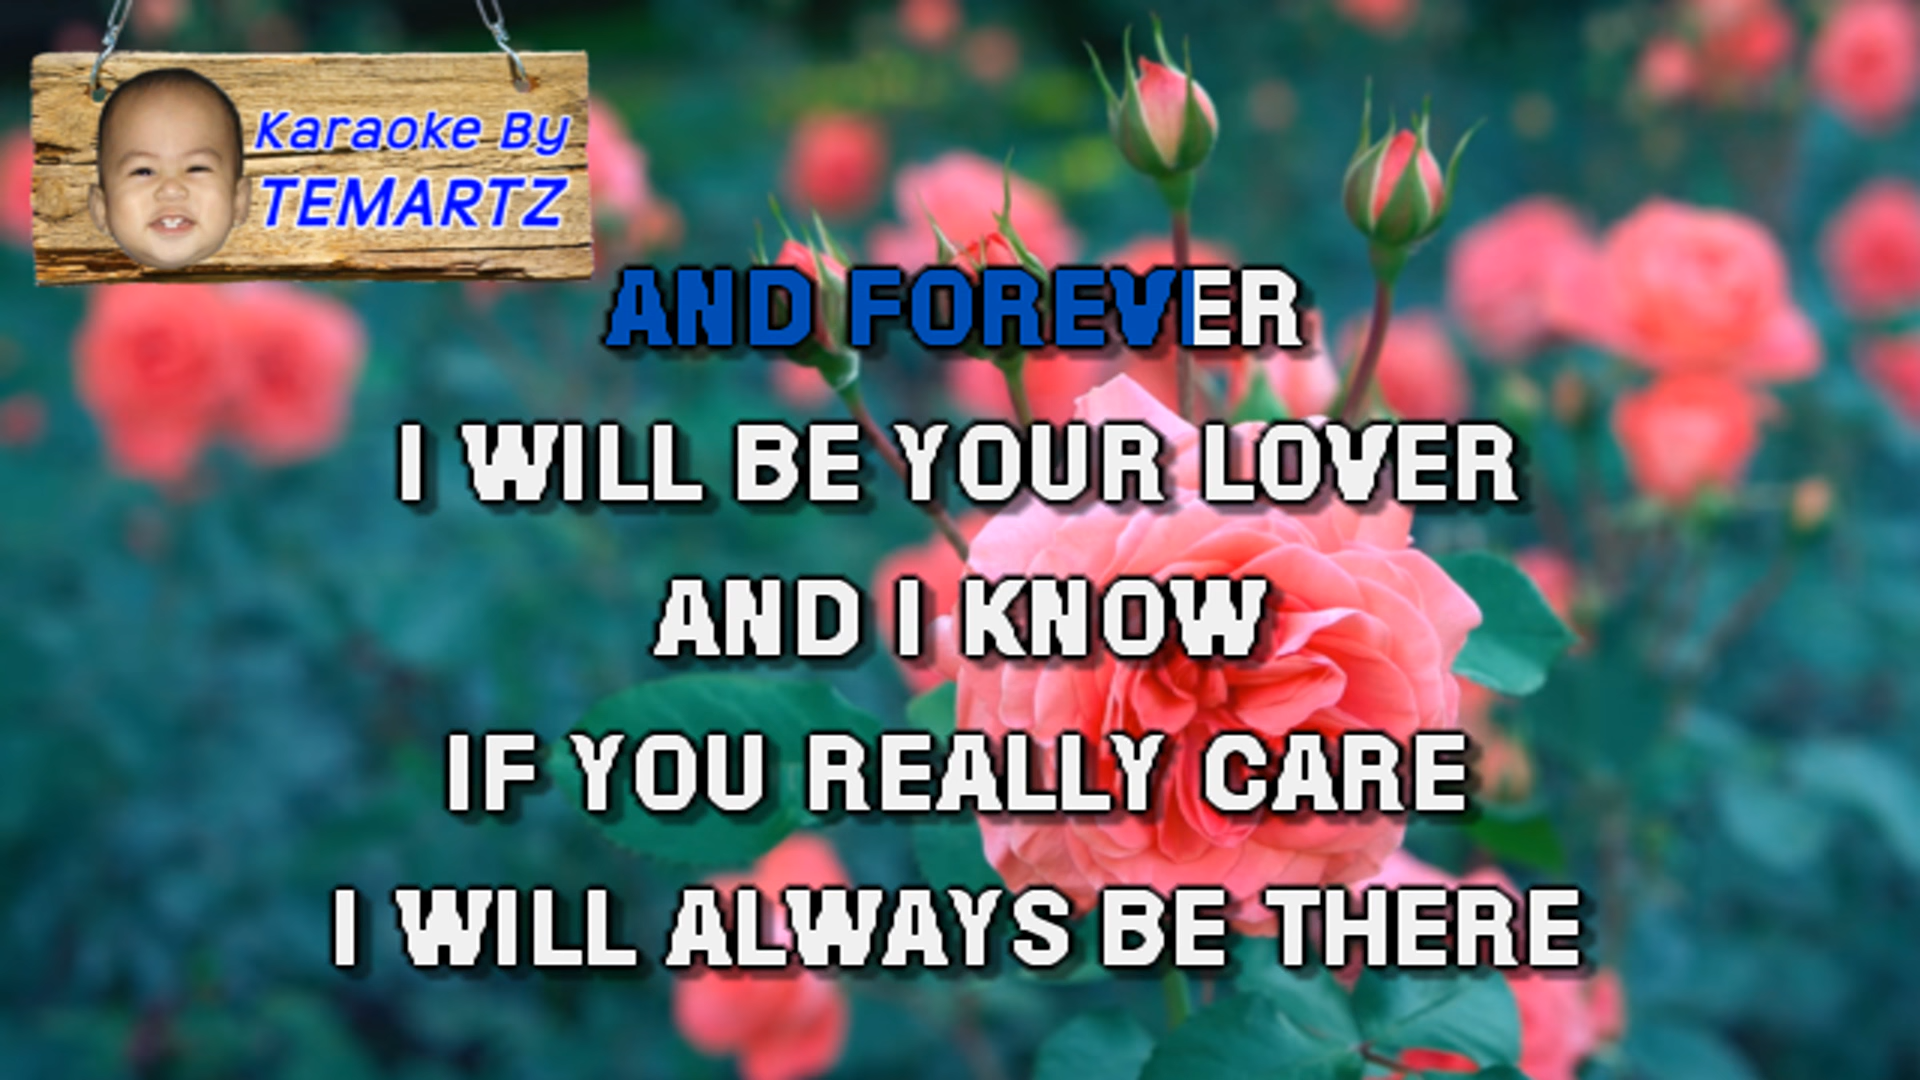 Karaoke By
TEMARTZ
AND FOREVER
I WILL BE YOUR LOVER
AND I KNOW
IF YOU REALLY CARE
I WILL ALWAYS BE THERE